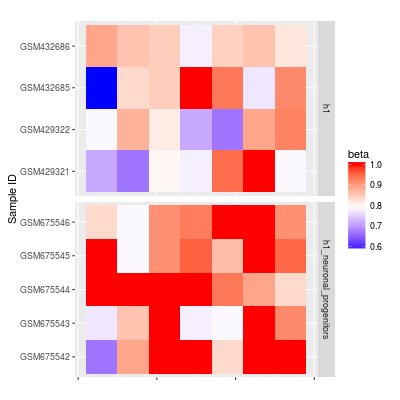 GSM432686
GSM432685
GSM429322
GSM429321
h1
GSM675546
GSM675545
GSM675544
GSM675543
GSM675542
h1_neuronal_progenitors
Sample ID
beta
1.0
0.9
0.8
0.7
0.6